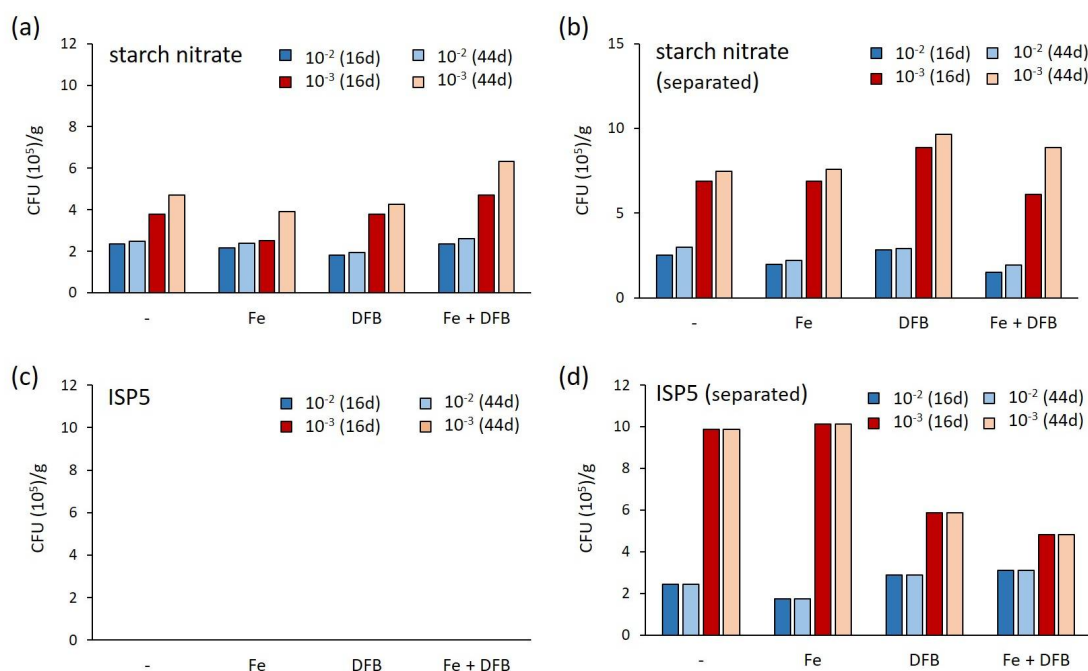 (a)
starch nitrate
10⁻² (16d) 10⁻² (44d)
10⁻³ (16d) 10⁻³ (44d)
CFU (10⁵)/g
12
10
8
6
4
2
0
- Fe DFB Fe + DFB
(b)
starch nitrate
(separated)
10⁻² (16d) 10⁻² (44d)
10⁻³ (16d) 10⁻³ (44d)
CFU (10⁵)/g
15
10
5
0
- Fe DFB Fe + DFB
(c)
ISP5
10⁻² (16d) 10⁻² (44d)
10⁻³ (16d) 10⁻³ (44d)
CFU (10⁵)/g
12
10
8
6
4
2
0
- Fe DFB Fe + DFB
(d)
ISP5 (separated)
10⁻² (16d) 10⁻² (44d)
10⁻³ (16d) 10⁻³ (44d)
CFU (10⁵)/g
12
10
8
6
4
2
0
- Fe DFB Fe + DFB